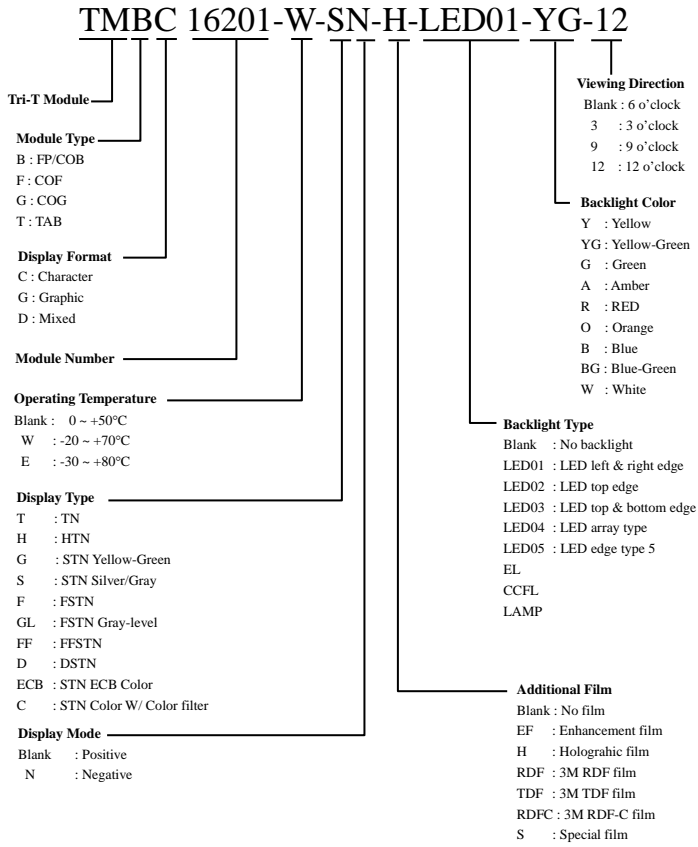 TMBC 16201-W-SN-H-LED01-YG-12
Tri-T Module
Module Type
B : FP/COB
F : COF
G : COG
T : TAB
Display Format
C : Character
G : Graphic
D : Mixed
Module Number
Operating Temperature
Blank : 0 ~ +50°C
W : -20 ~ +70°C
E : -30 ~ +80°C
Display Type
T : TN
H : HTN
G : STN Yellow-Green
S : STN Silver/Gray
F : FSTN
GL : FSTN Gray-level
FF : FFSTN
D : DSTN
ECB : STN ECB Color
C : STN Color W/ Color filter
Display Mode
Blank : Positive
N : Negative
Viewing Direction
Blank : 6 o’clock
3 : 3 o’clock
9 : 9 o’clock
12 : 12 o’clock
Backlight Color
Y : Yellow
YG : Yellow-Green
G : Green
A : Amber
R : RED
O : Orange
B : Blue
BG : Blue-Green
W : White
Backlight Type
Blank : No backlight
LED01 : LED left & right edge
LED02 : LED top edge
LED03 : LED top & bottom edge
LED04 : LED array type
LED05 : LED edge type 5
EL
CCFL
LAMP
Additional Film
Blank : No film
EF : Enhancement film
H : Holograhic film
RDF : 3M RDF film
TDF : 3M TDF film
RDFC : 3M RDF-C film
S : Special film